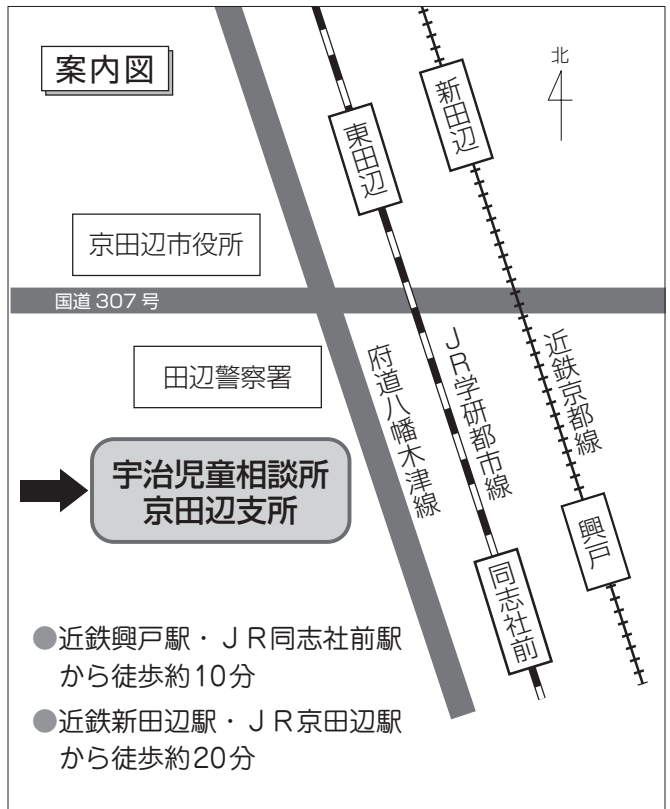 案内図
北
新田辺
東田辺
京田辺市役所
国道307号
田辺警察署
府道八幡木津線
JR学研都市線
近鉄京都線
宇治児童相談所
京田辺支所
興戸
同志社前
●近鉄興戸駅・JR同志社前駅
から徒歩約10分
●近鉄新田辺駅・JR京田辺駅
から徒歩約20分